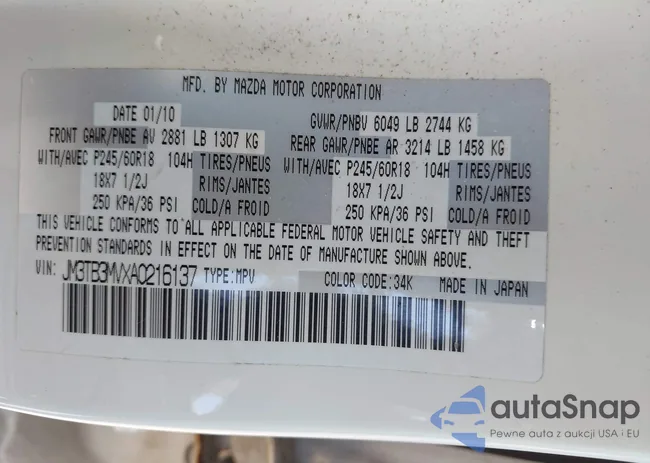 MFD. BY MAZDA MOTOR CORPORATION
DATE 01/10 GVWR/PNBV 6049 LB 2744 KG
FRONT GAWR/PNBE AV 2881 LB 1307 KG REAR GAWR/PNBE AR 3214 LB 1458 KG
WITH/AVEC P245/60R18 104H TIRES/PNEUS WITH/AVEC P245/60R18 104H TIRES/PNEUS
18X7 1/2J RIMS/JANTES 18X7 1/2J RIMS/JANTES
250 KPA/36 PSI COLD/A FROID 250 KPA/36 PSI COLD/A FROID
THIS VEHICLE CONFORMS TO ALL APPLICABLE FEDERAL MOTOR VEHICLE SAFETY AND THEFT
PREVENTION STANDARDS IN EFFECT ON THE DATE OF MANUFACTURE SHOWN ABOVE.
VIN: JM3TB3MVXA0216137 TYPE:MPV COLOR CODE:34K MADE IN JAPAN
autaSnap
Pewne auta z aukcji USA i EU